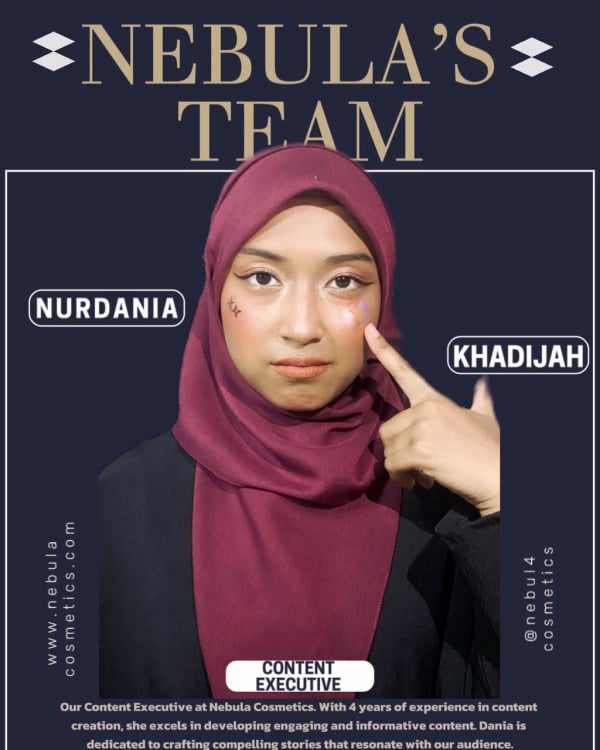 NEBULA’S
TEAM
NURDANIA
KHADIJAH
www.nebula
cosmetics.com
@nebul4
cosmetics
CONTENT
EXECUTIVE
Our Content Executive at Nebula Cosmetics. With 4 years of experience in content
creation, she excels in developing engaging and informative content. Dania is
dedicated to crafting compelling stories that resonate with our audience.